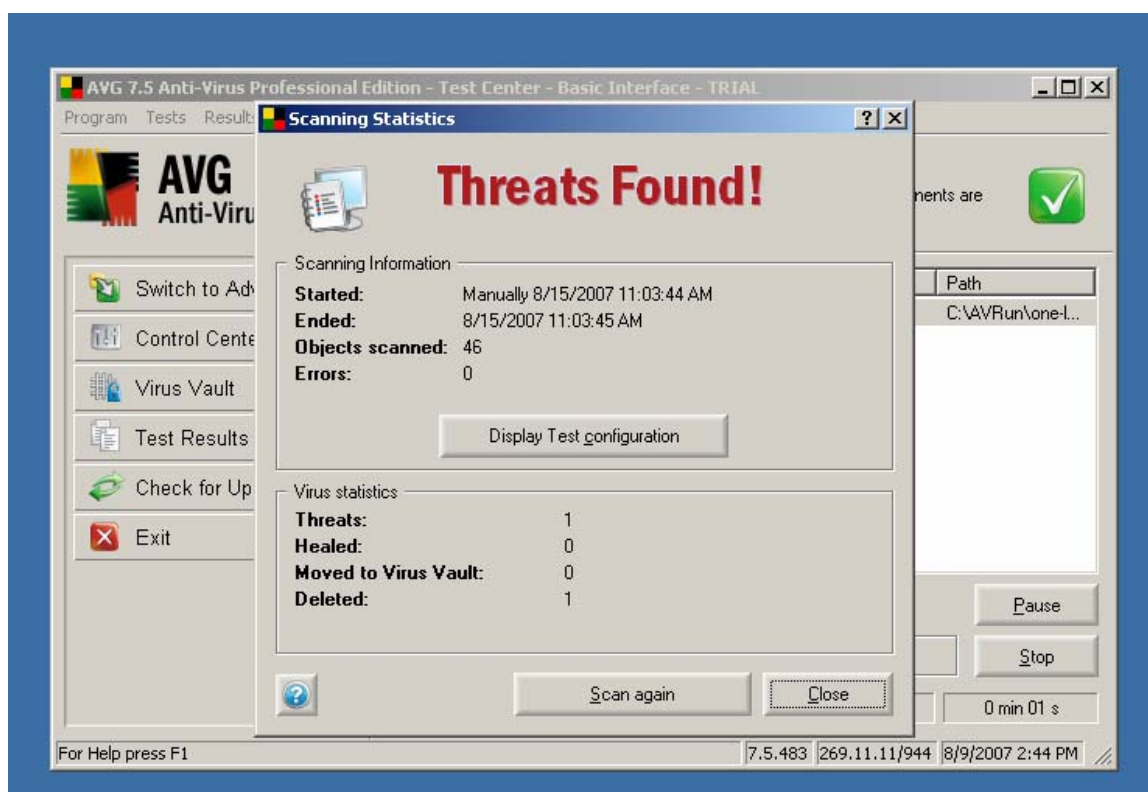 AVG 7.5 Anti-Virus Professional Edition - Test Center - Basic Interface - TRIAL
Program Tests Results
Scanning Statistics
AVG
Anti-Viru
Threats Found!
nents are
Scanning Information
Started: Manually 8/15/2007 11:03:44 AM
Ended: 8/15/2007 11:03:45 AM
Objects scanned: 46
Errors: 0
Display Test configuration
Virus statistics
Threats: 1
Healed: 0
Moved to Virus Vault: 0
Deleted: 1
Scan again
Close
Switch to Adv
Control Cente
Virus Vault
Test Results
Check for Up
Exit
Path
C:\AVRun\one-l...
Pause
Stop
0 min 01 s
For Help press F1
7.5.483 269.11.11/944 8/9/2007 2:44 PM